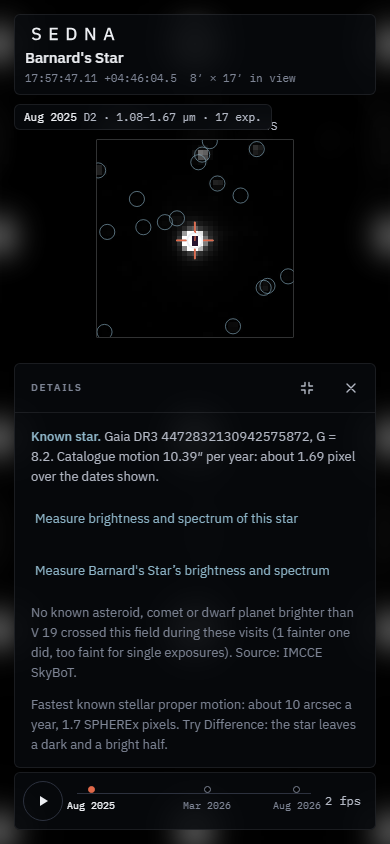 SEDNA
Barnard's Star
17:57:47.11 +04:46:04.5 8′ × 17′ in view
Aug 2025 D2 · 1.08–1.67 µm · 17 exp.
S
DETAILS
Known star. Gaia DR3 4472832130942575872, G =
8.2. Catalogue motion 10.39″ per year: about 1.69 pixel
over the dates shown.
Measure brightness and spectrum of this star
Measure Barnard's Star’s brightness and spectrum
No known asteroid, comet or dwarf planet brighter than
V 19 crossed this field during these visits (1 fainter one
did, too faint for single exposures). Source: IMCCE
SkyBoT.
Fastest known stellar proper motion: about 10 arcsec a
year, 1.7 SPHEREx pixels. Try Difference: the star leaves
a dark and a bright half.
Aug 2025 Mar 2026 Aug 2026 2 fps